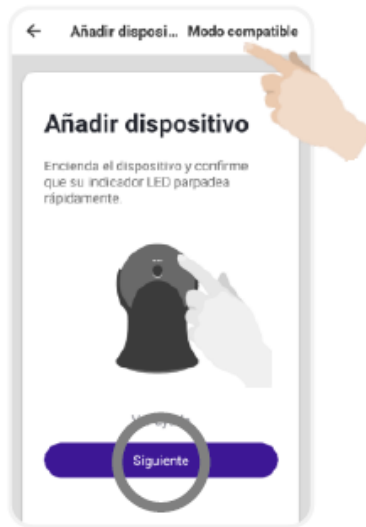 Añadir disposi... Modo compatible
Añadir dispositivo
Encienda el dispositivo y confirme
que su indicador LED parpadea
rápidamente.
Siguiente